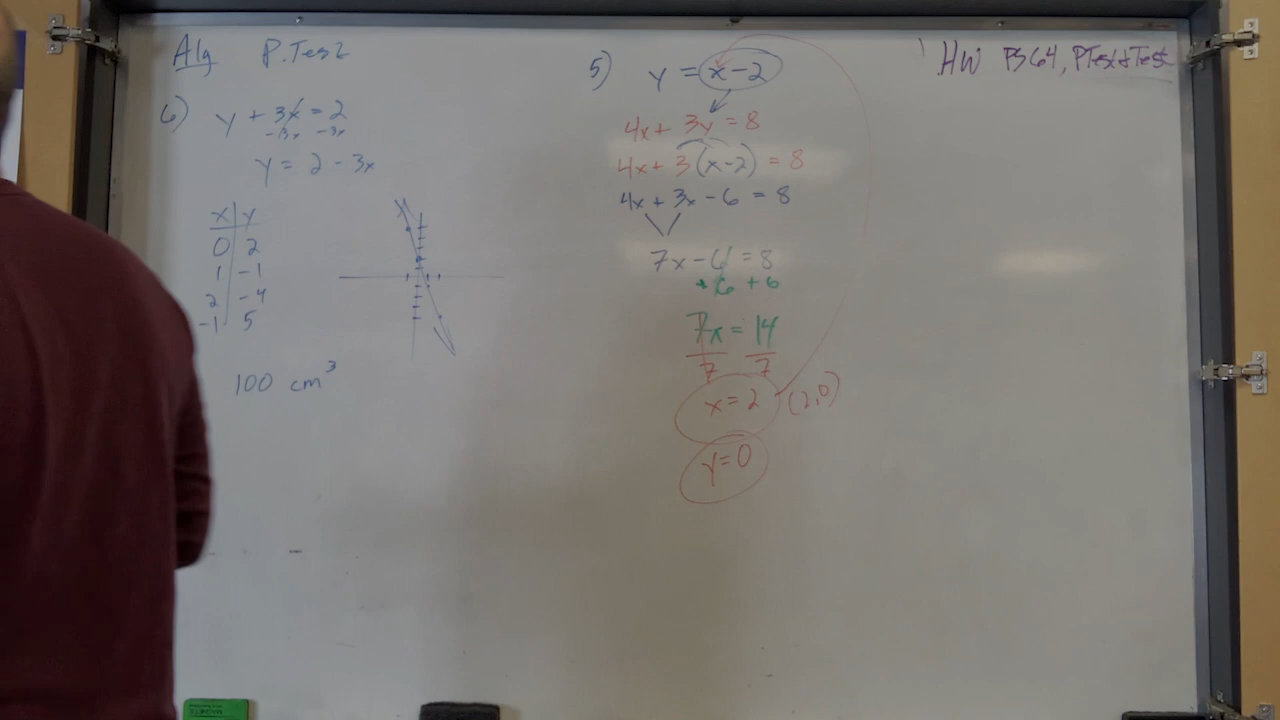 Alg P.Test
6) y + 3x = 2
-3x -3x
y = 2 - 3x
x y
0 2
1 -1
2 -4
-1 5
100 cm³
5) y = x-2
4x + 3y = 8
4x + 3(x-2) = 8
4x + 3x - 6 = 8
7x - 6 = 8
+6 +6
7x = 14
7 7
x = 2 (2,0)
y = 0
HW PS 64, PTest+Test